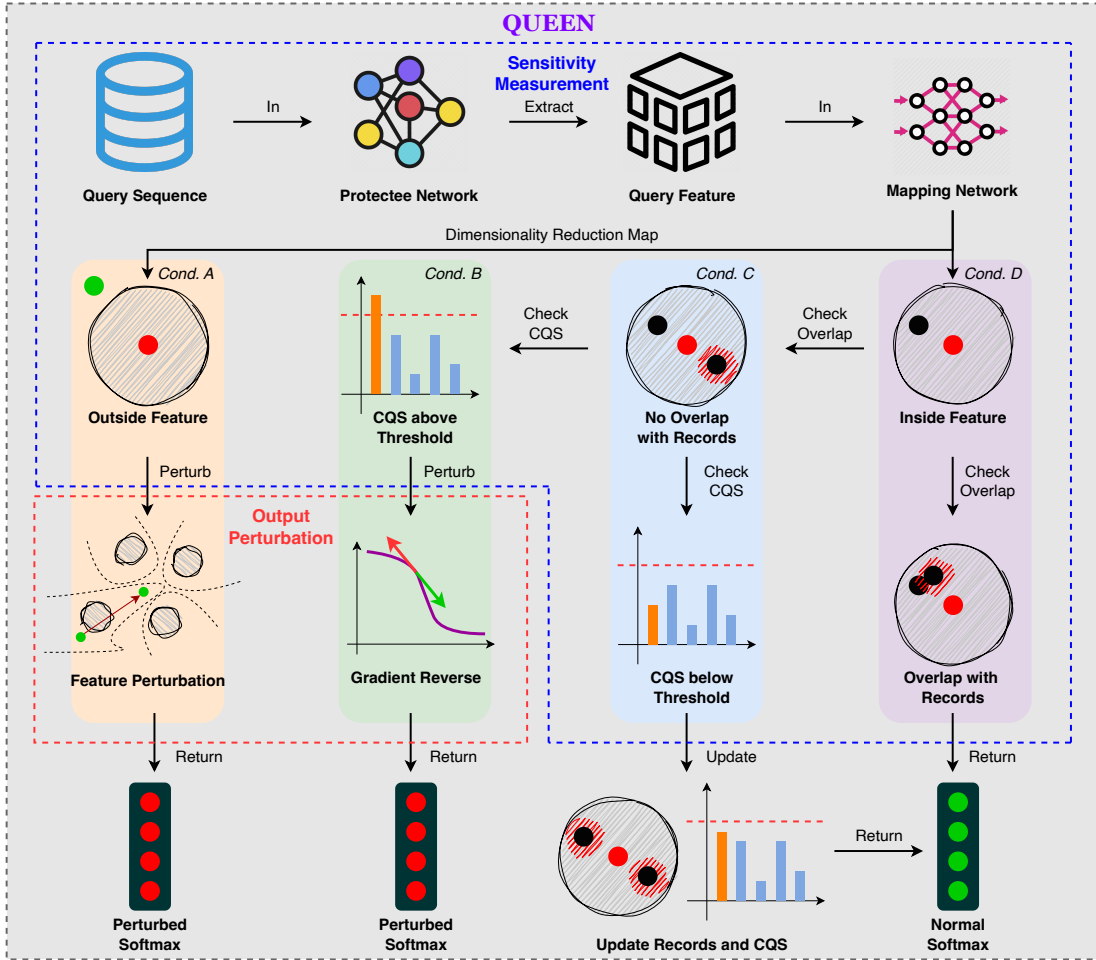 QUEEN
Sensitivity
Measurement
In
Extract
In
Query Sequence
Protectee Network
Query Feature
Mapping Network
Dimensionality Reduction Map
Cond. A
Cond. B
Cond. C
Cond. D
Check
CQS
Check
Overlap
Outside Feature
CQS above
Threshold
No Overlap
with Records
Inside Feature
Perturb
Perturb
Check
CQS
Check
Overlap
Output
Perturbation
Feature Perturbation
Gradient Reverse
CQS below
Threshold
Overlap with
Records
Return
Return
Update
Return
Return
Perturbed
Softmax
Perturbed
Softmax
Update Records and CQS
Normal
Softmax